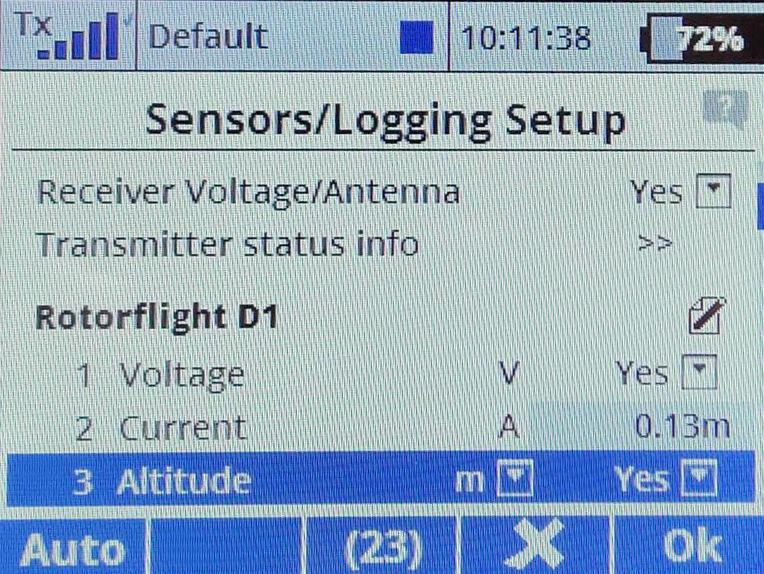 Tx Default 10:11:38 72%
Sensors/Logging Setup ?
Receiver Voltage/Antenna Yes
Transmitter status info >>
Rotorflight D1
1 Voltage V Yes
2 Current A 0.13m
3 Altitude m Yes
Auto (23) Ok